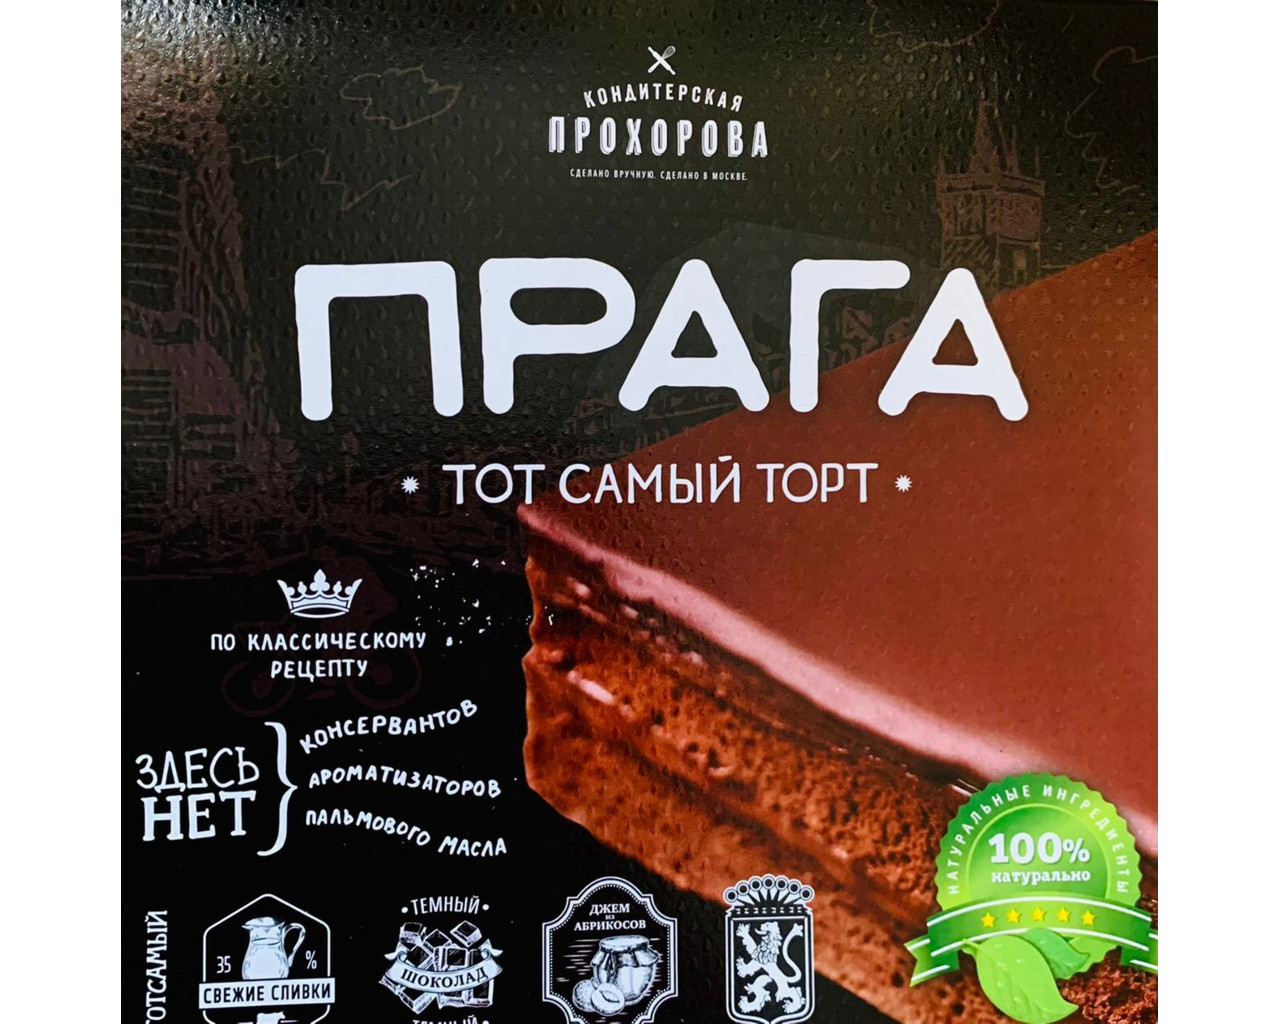 КОНДИТЕРСКАЯ
ПРОХОРОВА
СДЕЛАНО ВРУЧНУЮ. СДЕЛАНО В МОСКВЕ.
ПРАГА
ТОТ САМЫЙ ТОРТ
ПО КЛАССИЧЕСКОМУ
РЕЦЕПТУ
ЗДЕСЬ
НЕТ
КОНСЕРВАНТОВ
АРОМАТИЗАТОРОВ
ПАЛЬМОВОГО МАСЛА
НАТУРАЛЬНЫЕ ИНГРЕДИЕНТЫ
100%
натурально
ТОТСАМЫЙ
35 %
СВЕЖИЕ СЛИВКИ
ТЕМНЫЙ
ШОКОЛАД
ТЕМНЫЙ
ДЖЕМ
ИЗ
АБРИКОСОВ